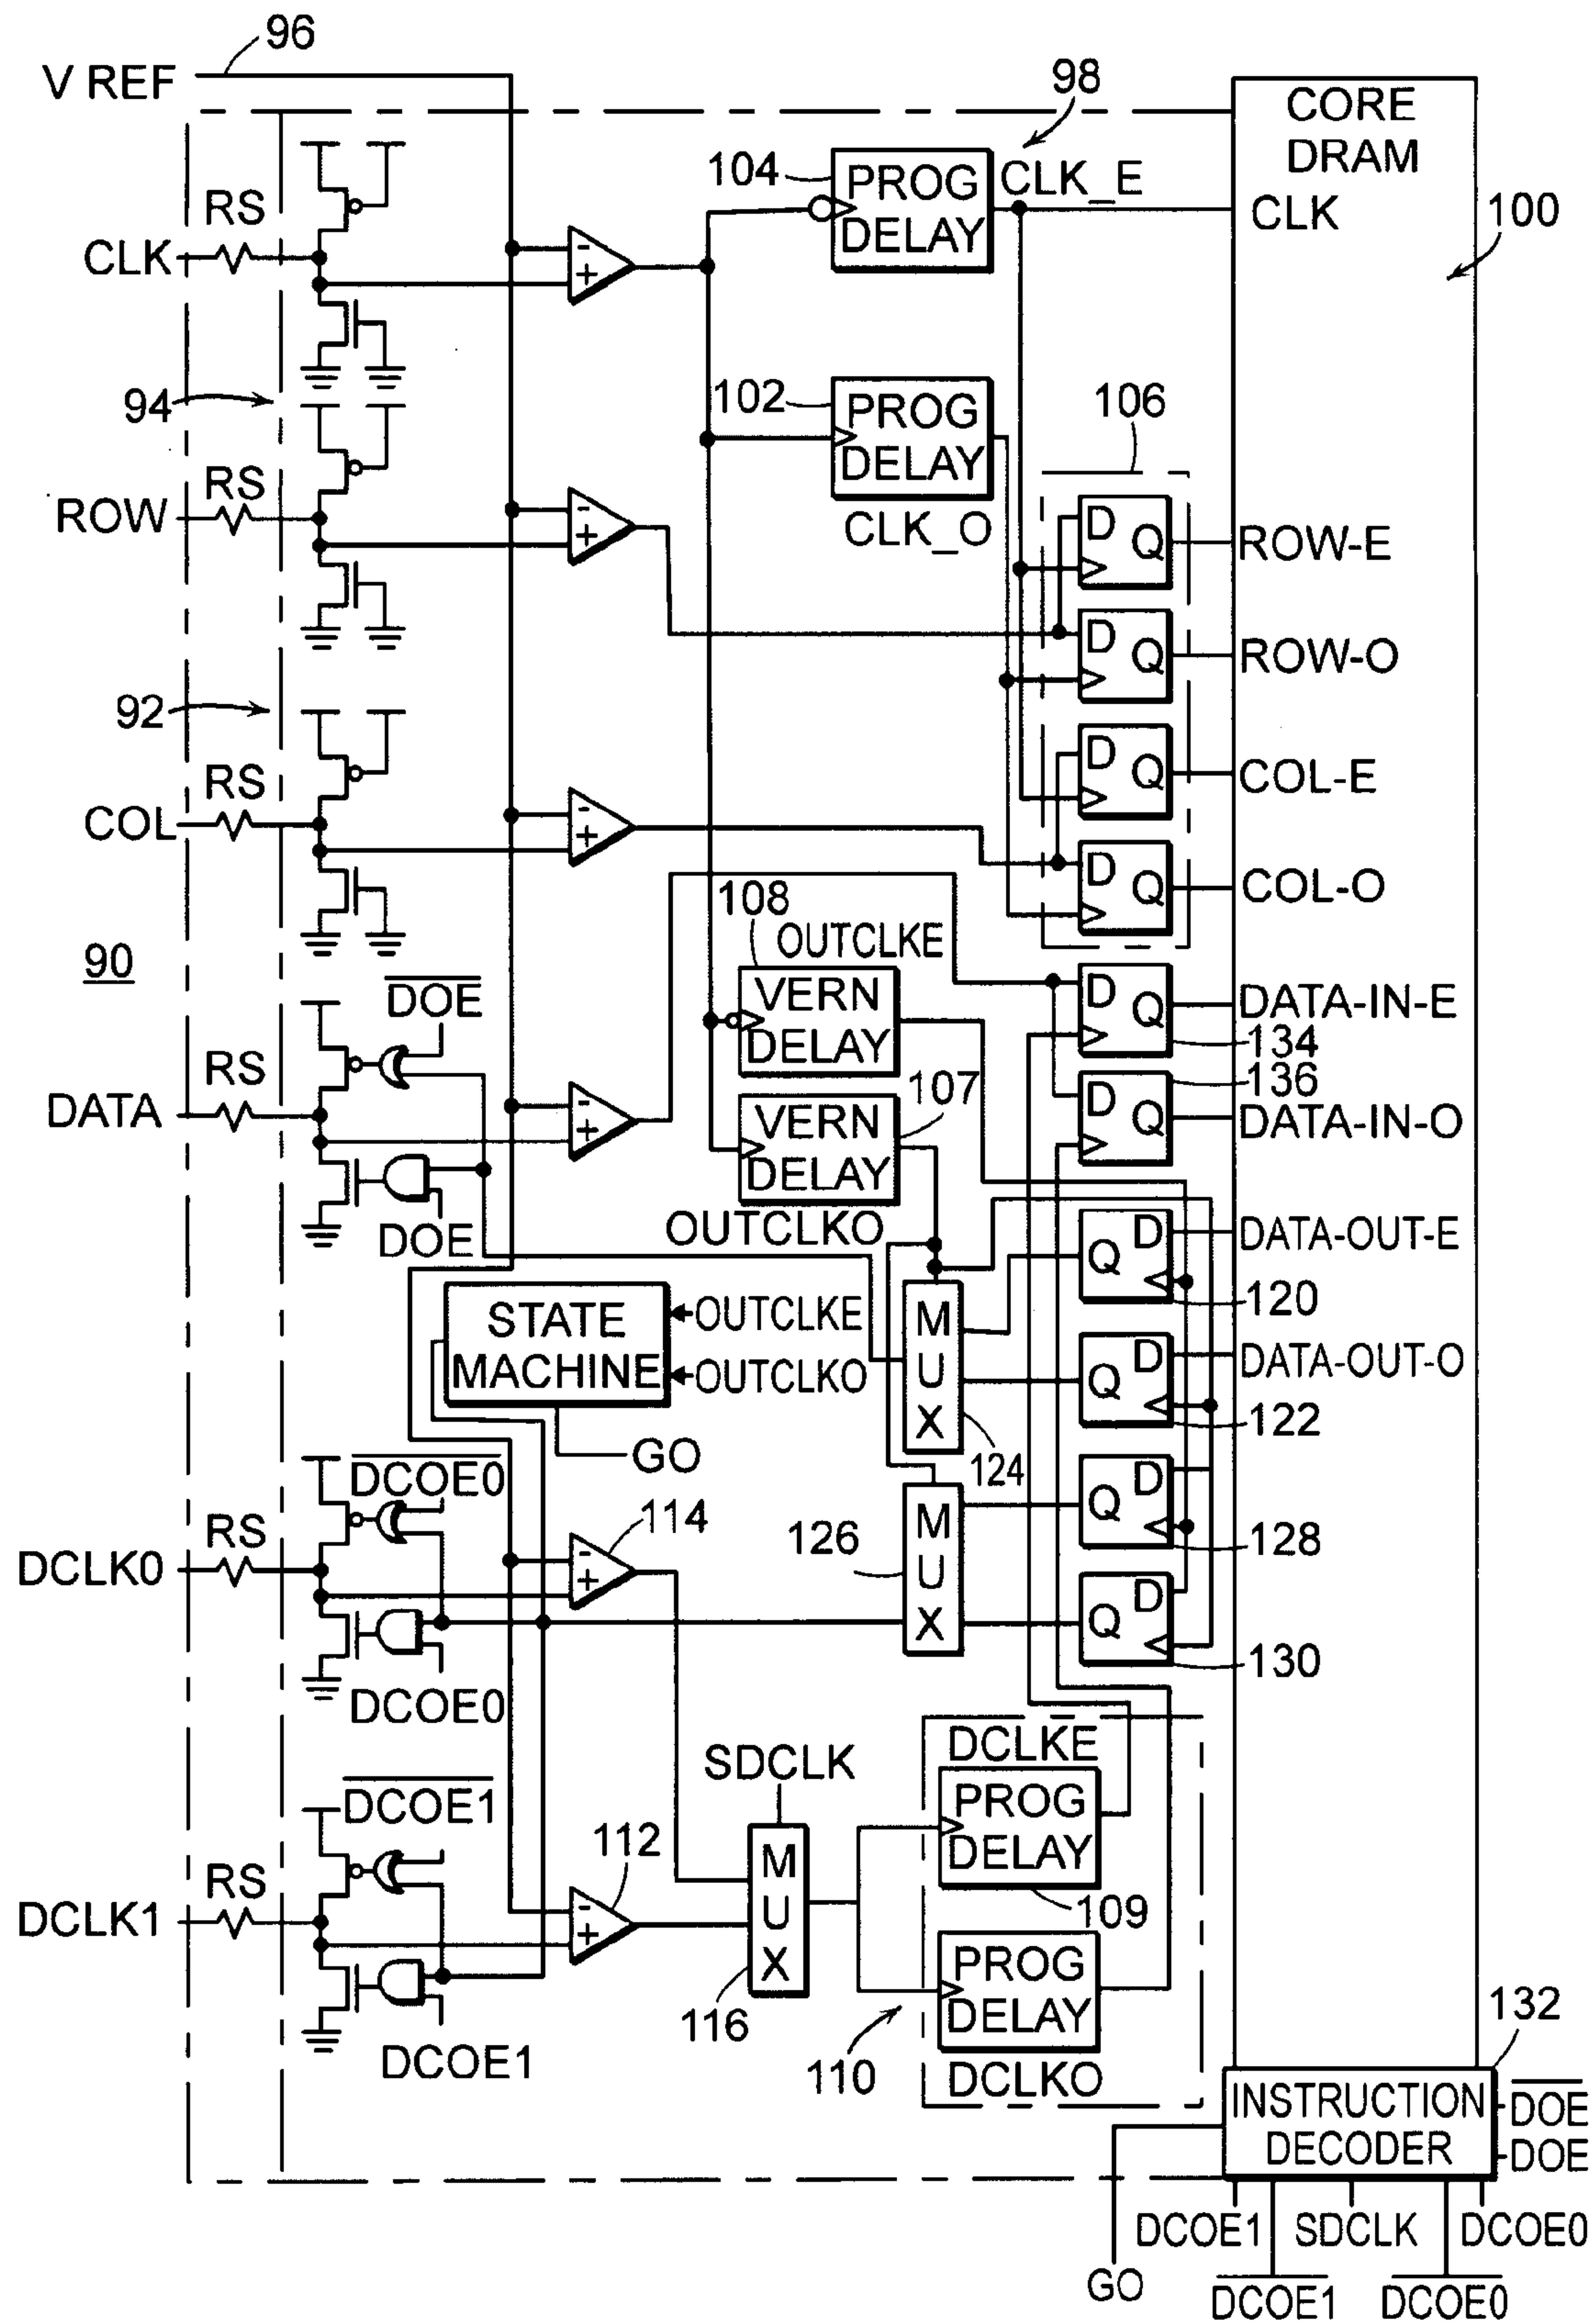 96
V REF
98
CORE
DRAM
104
PROG
DELAY
CLK_E
CLK
100
RS
CLK
-
+
94
102
PROG
DELAY
CLK_O
106
RS
ROW
-
+
D
Q
ROW-E
D
Q
ROW-O
92
RS
COL
-
+
D
Q
COL-E
D
Q
COL-O
90
108
OUTCLKE
VERN
DELAY
D
Q
DATA-IN-E
134
DOE
RS
DATA
-
+
107
VERN
DELAY
136
D
Q
DATA-IN-O
DOE
OUTCLKO
D
Q
DATA-OUT-E
120
STATE
MACHINE
OUTCLKE
OUTCLKO
M
U
X
124
D
Q
DATA-OUT-O
122
GO
DCOE0
RS
DCLK0
114
-
+
126
M
U
X
D
Q
128
D
Q
130
DCOE0
SDCLK
DCLKE
PROG
DELAY
109
DCOE1
RS
DCLK1
112
-
+
M
U
X
116
PROG
DELAY
110
DCLKO
DCOE1
132
INSTRUCTION
DECODER
DOE
DOE
DCOE1
SDCLK
DCOE0
GO
DCOE1
DCOE0